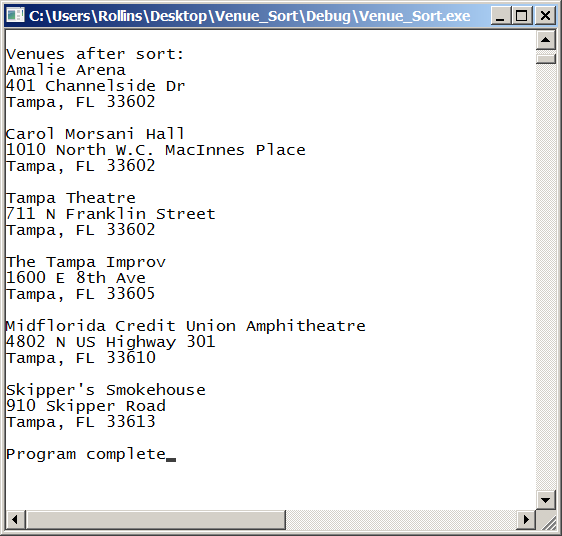 C:\Users\Rollins\Desktop\Venue_Sort\Debug\Venue_Sort.exe
Venues after sort:
Amalie Arena
401 Channelside Dr
Tampa, FL 33602
Carol Morsani Hall
1010 North W.C. MacInnes Place
Tampa, FL 33602
Tampa Theatre
711 N Franklin Street
Tampa, FL 33602
The Tampa Improv
1600 E 8th Ave
Tampa, FL 33605
Midflorida Credit Union Amphitheatre
4802 N US Highway 301
Tampa, FL 33610
Skipper's Smokehouse
910 Skipper Road
Tampa, FL 33613
Program complete